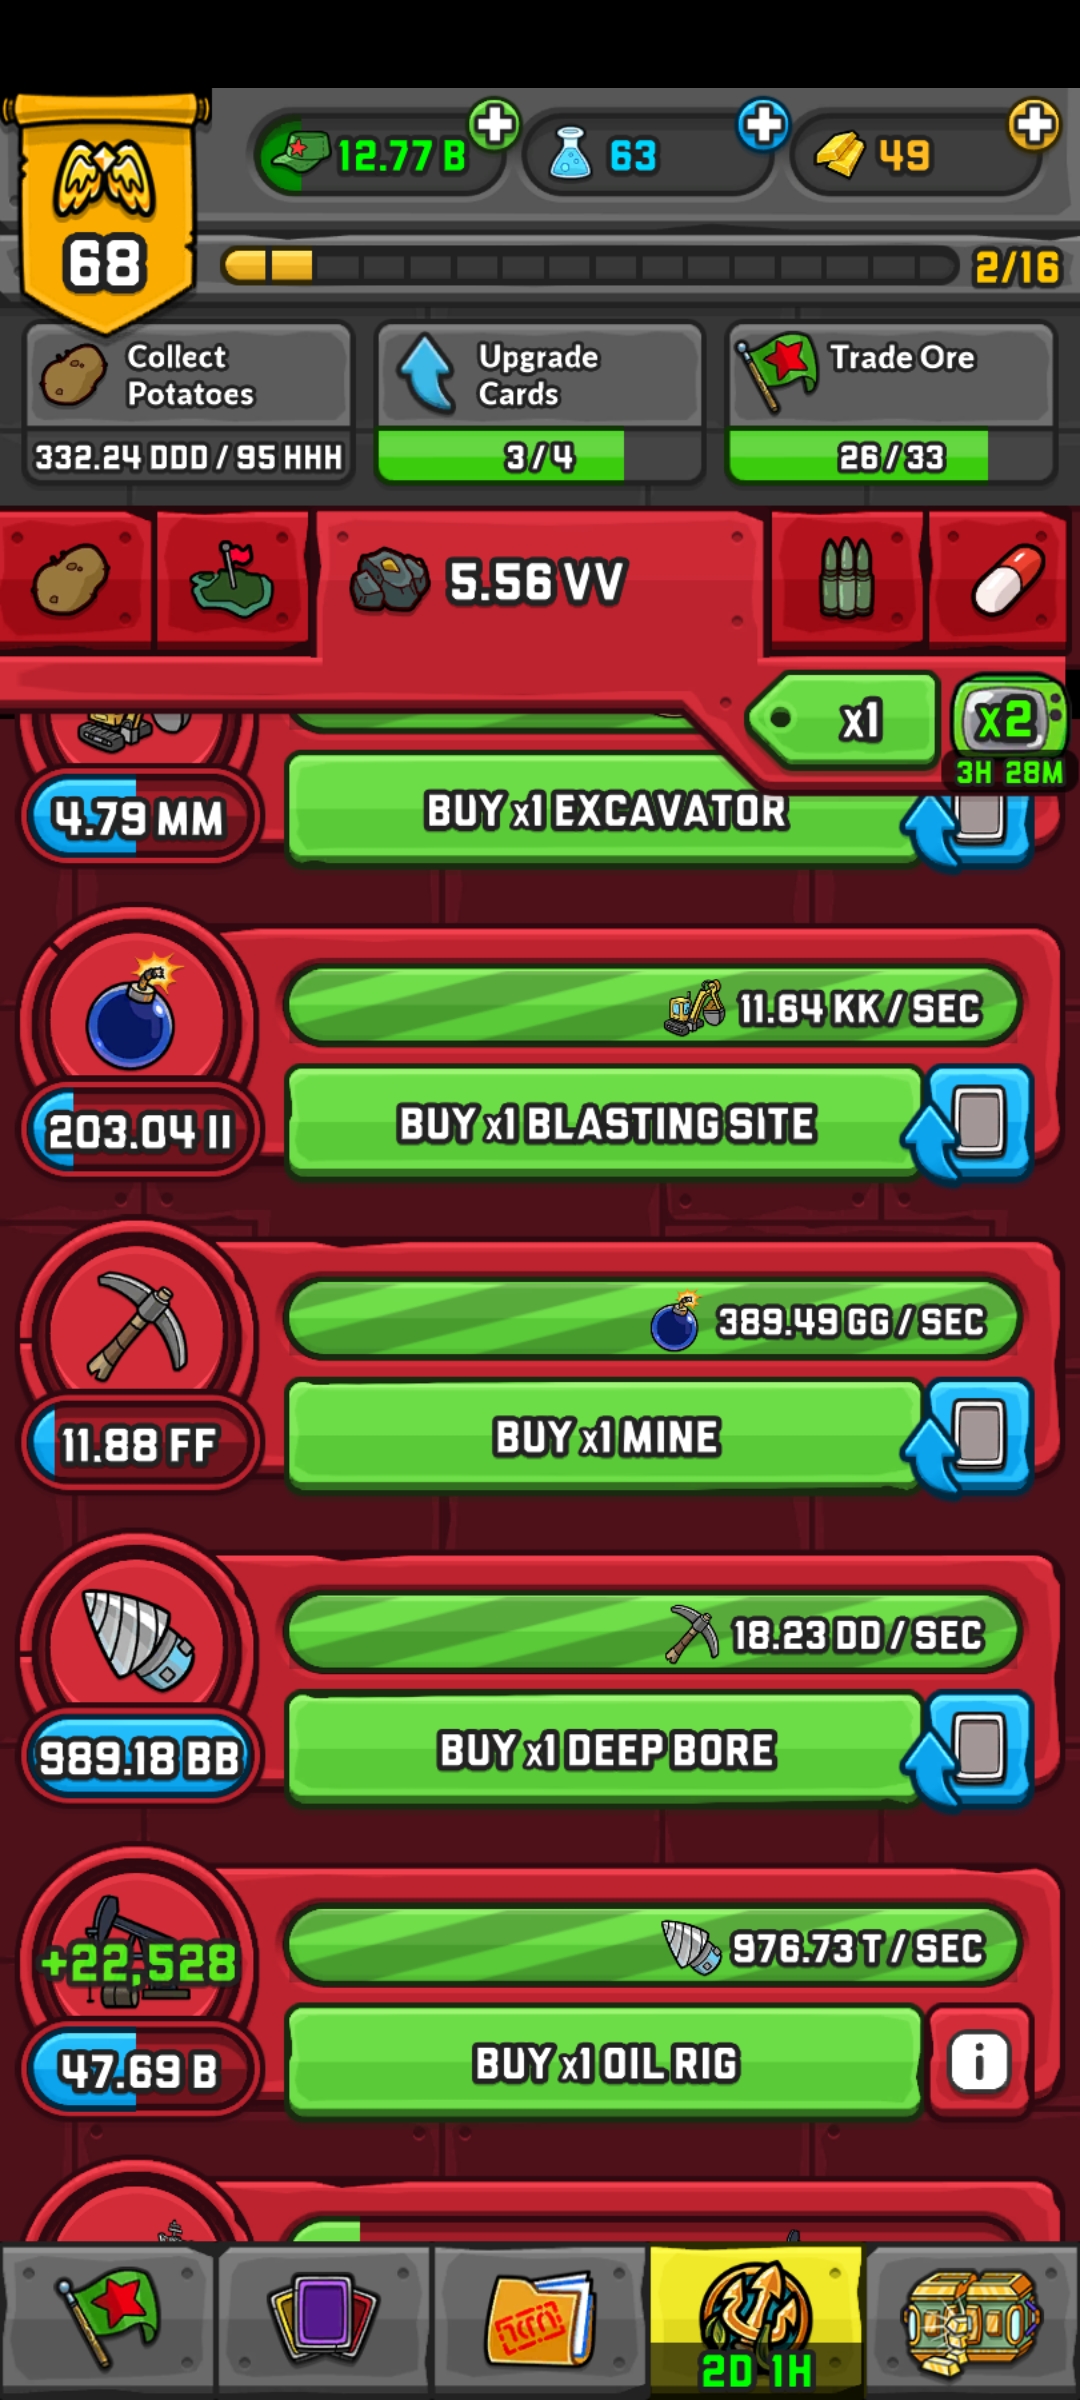 12.77 B
63
49
68
2/16
Collect
Potatoes
332.24 DDD / 95 HHH
Upgrade
Cards
3/4
Trade Ore
26/33
5.56 VV
x1
x2
3H 28M
4.79 MM
BUY x1 EXCAVATOR
11.64 KK / SEC
203.04 II
BUY x1 BLASTING SITE
389.49 GG / SEC
11.88 FF
BUY x1 MINE
18.23 DD / SEC
989.18 BB
BUY x1 DEEP BORE
+22,528
976.73 T / SEC
47.69 B
BUY x1 OIL RIG
i
2D 1H